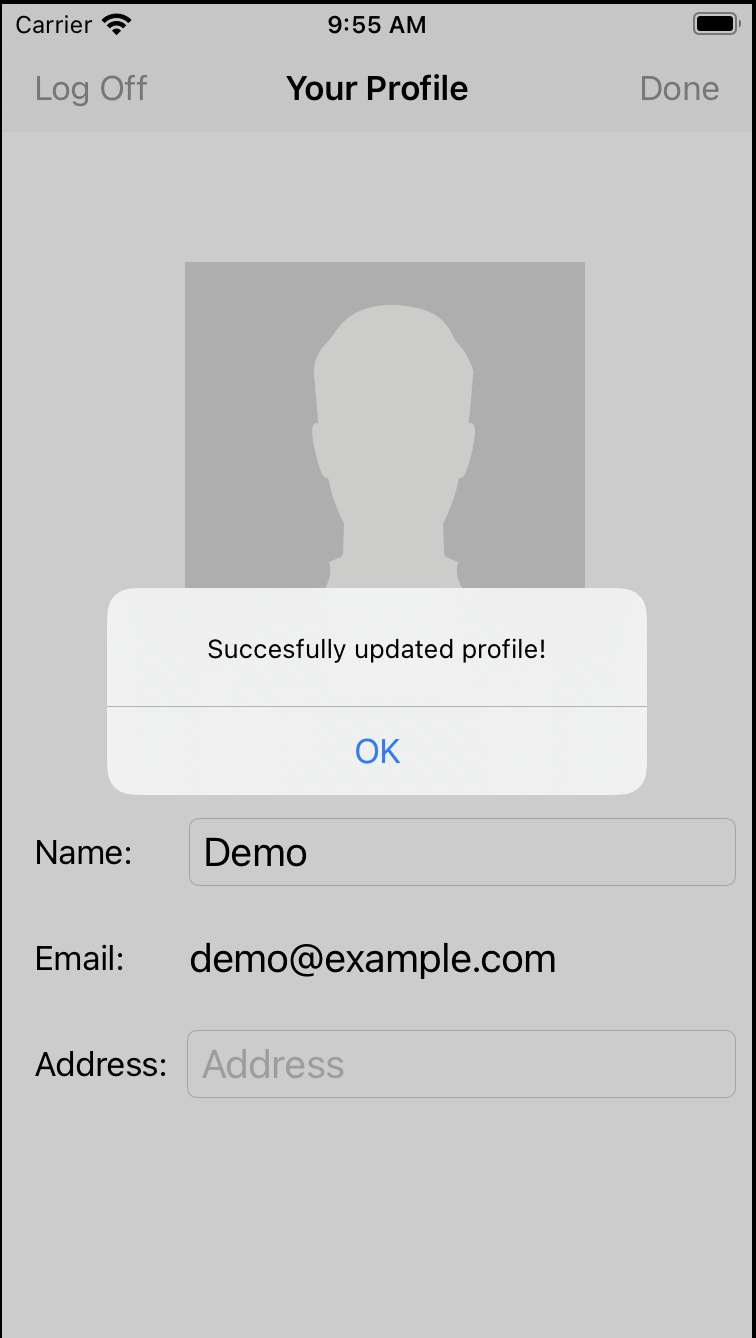 Carrier 9:55 AM
Log Off Your Profile Done
Succesfully updated profile!
OK
Name: Demo
Email: demo@example.com
Address: Address